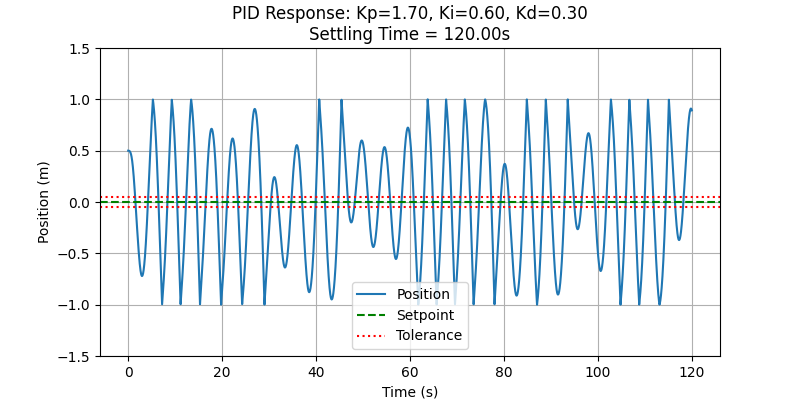 PID Response: Kp=1.70, Ki=0.60, Kd=0.30
Settling Time = 120.00s
1.5
1.0
0.5
0.0
−0.5
−1.0
−1.5
Position (m)
Position
Setpoint
Tolerance
0
20
40
60
80
100
120
Time (s)